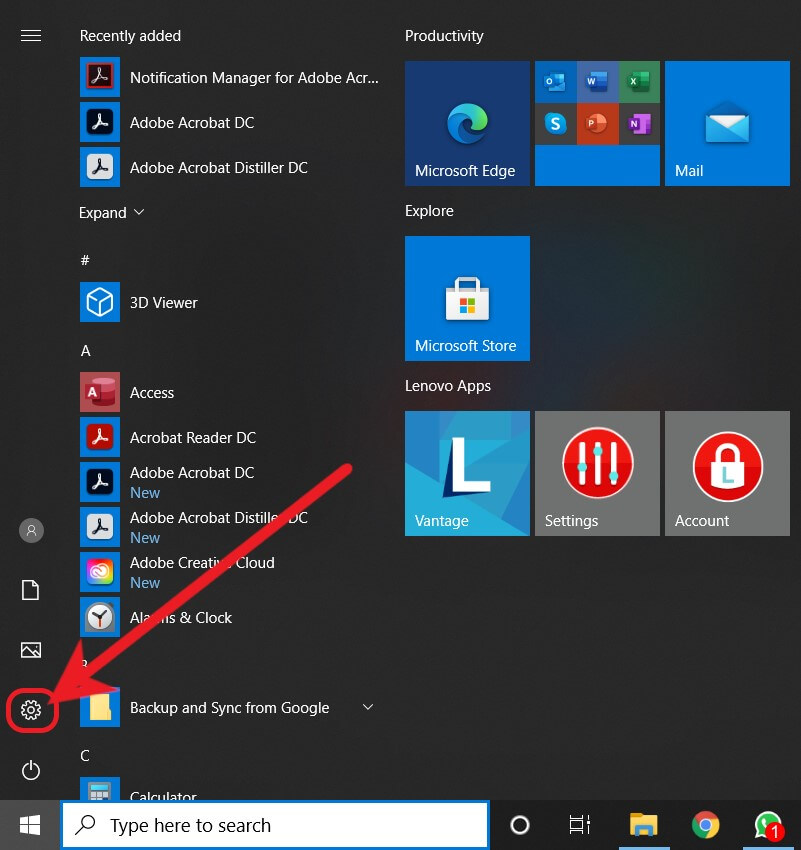 Recently added
Notification Manager for Adobe Acr...
Adobe Acrobat DC
Adobe Acrobat Distiller DC
Expand
#
3D Viewer
A
Access
Acrobat Reader DC
Adobe Acrobat DC
New
Adobe Acrobat Distiller DC
New
Adobe Creative Cloud
New
Alarms & Clock
B
Backup and Sync from Google
C
Calculator
Productivity
Microsoft Edge
Mail
Explore
Microsoft Store
Lenovo Apps
L
Vantage
Settings
L
Account
Type here to search
1